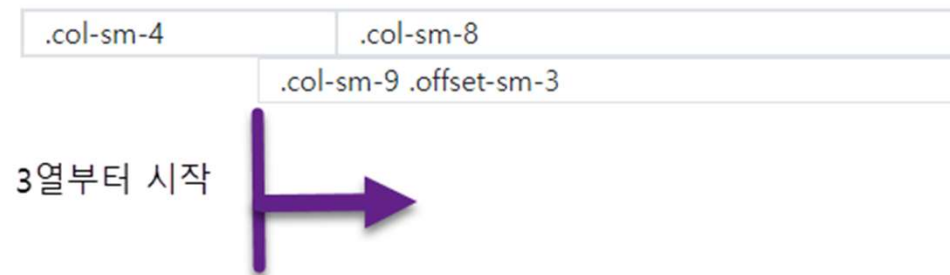 .col-sm-4 .col-sm-8
.col-sm-9 .offset-sm-3
3열부터 시작